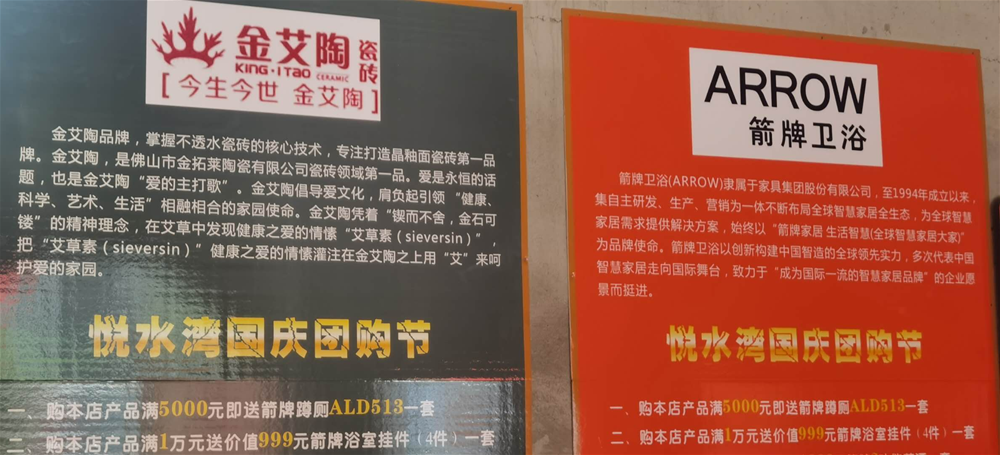 金艾陶
瓷砖
KING·ITAO
CERAMIC
[今生今世 金艾陶]
金艾陶品牌，掌握不透水瓷砖的核心技术，专注打造晶釉面瓷砖第一品
牌。金艾陶，是佛山市金拓莱陶瓷有限公司瓷砖领域第一品。爱是永恒的话
题，也是金艾陶“爱的主打歌”。金艾陶倡导爱文化，肩负起引领“健康、
科学、艺术、生活”相融相合的家园使命。金艾陶凭着“锲而不舍，金石可
镂”的精神理念，在艾草中发现健康之爱的情愫“艾草素（sieversin）”，
把“艾草素（sieversin）”健康之爱的情愫灌注在金艾陶之上用“艾”来呵
护爱的家园。
悦水湾国庆团购节
一、购本店产品满5000元即送箭牌蹲厕ALD513一套
二、购本店产品满1万元送价值999元箭牌浴室挂件（4件）一套
ARROW
箭牌卫浴
箭牌卫浴(ARROW)隶属于家具集团股份有限公司，至1994年成立以来，
集自主研发、生产、营销为一体不断布局全球智慧家居全生态，为全球智慧
家居需求提供解决方案，始终以“箭牌家居 生活智慧(全球智慧家居大家)”
为品牌使命。箭牌卫浴以创新构建中国智造的全球领先实力，多次代表中国
智慧家居走向国际舞台，致力于“成为国际一流的智慧家居品牌”的企业愿
景而挺进。
悦水湾国庆团购节
一、购本店产品满5000元即送箭牌蹲厕ALD513一套
二、购本店产品满1万元送价值999元箭牌浴室挂件（4件）一套